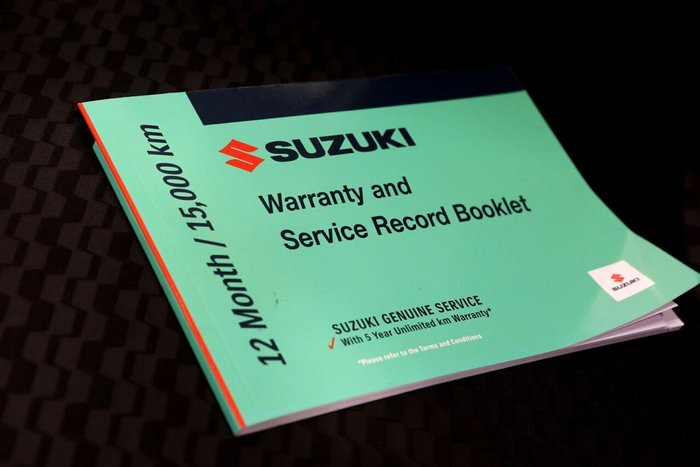 12 Month / 15,000 km
SUZUKI
Warranty and
Service Record Booklet
SUZUKI GENUINE SERVICE
With 5 Year Unlimited km Warranty*
*Please refer to the Terms and Conditions
SUZUKI